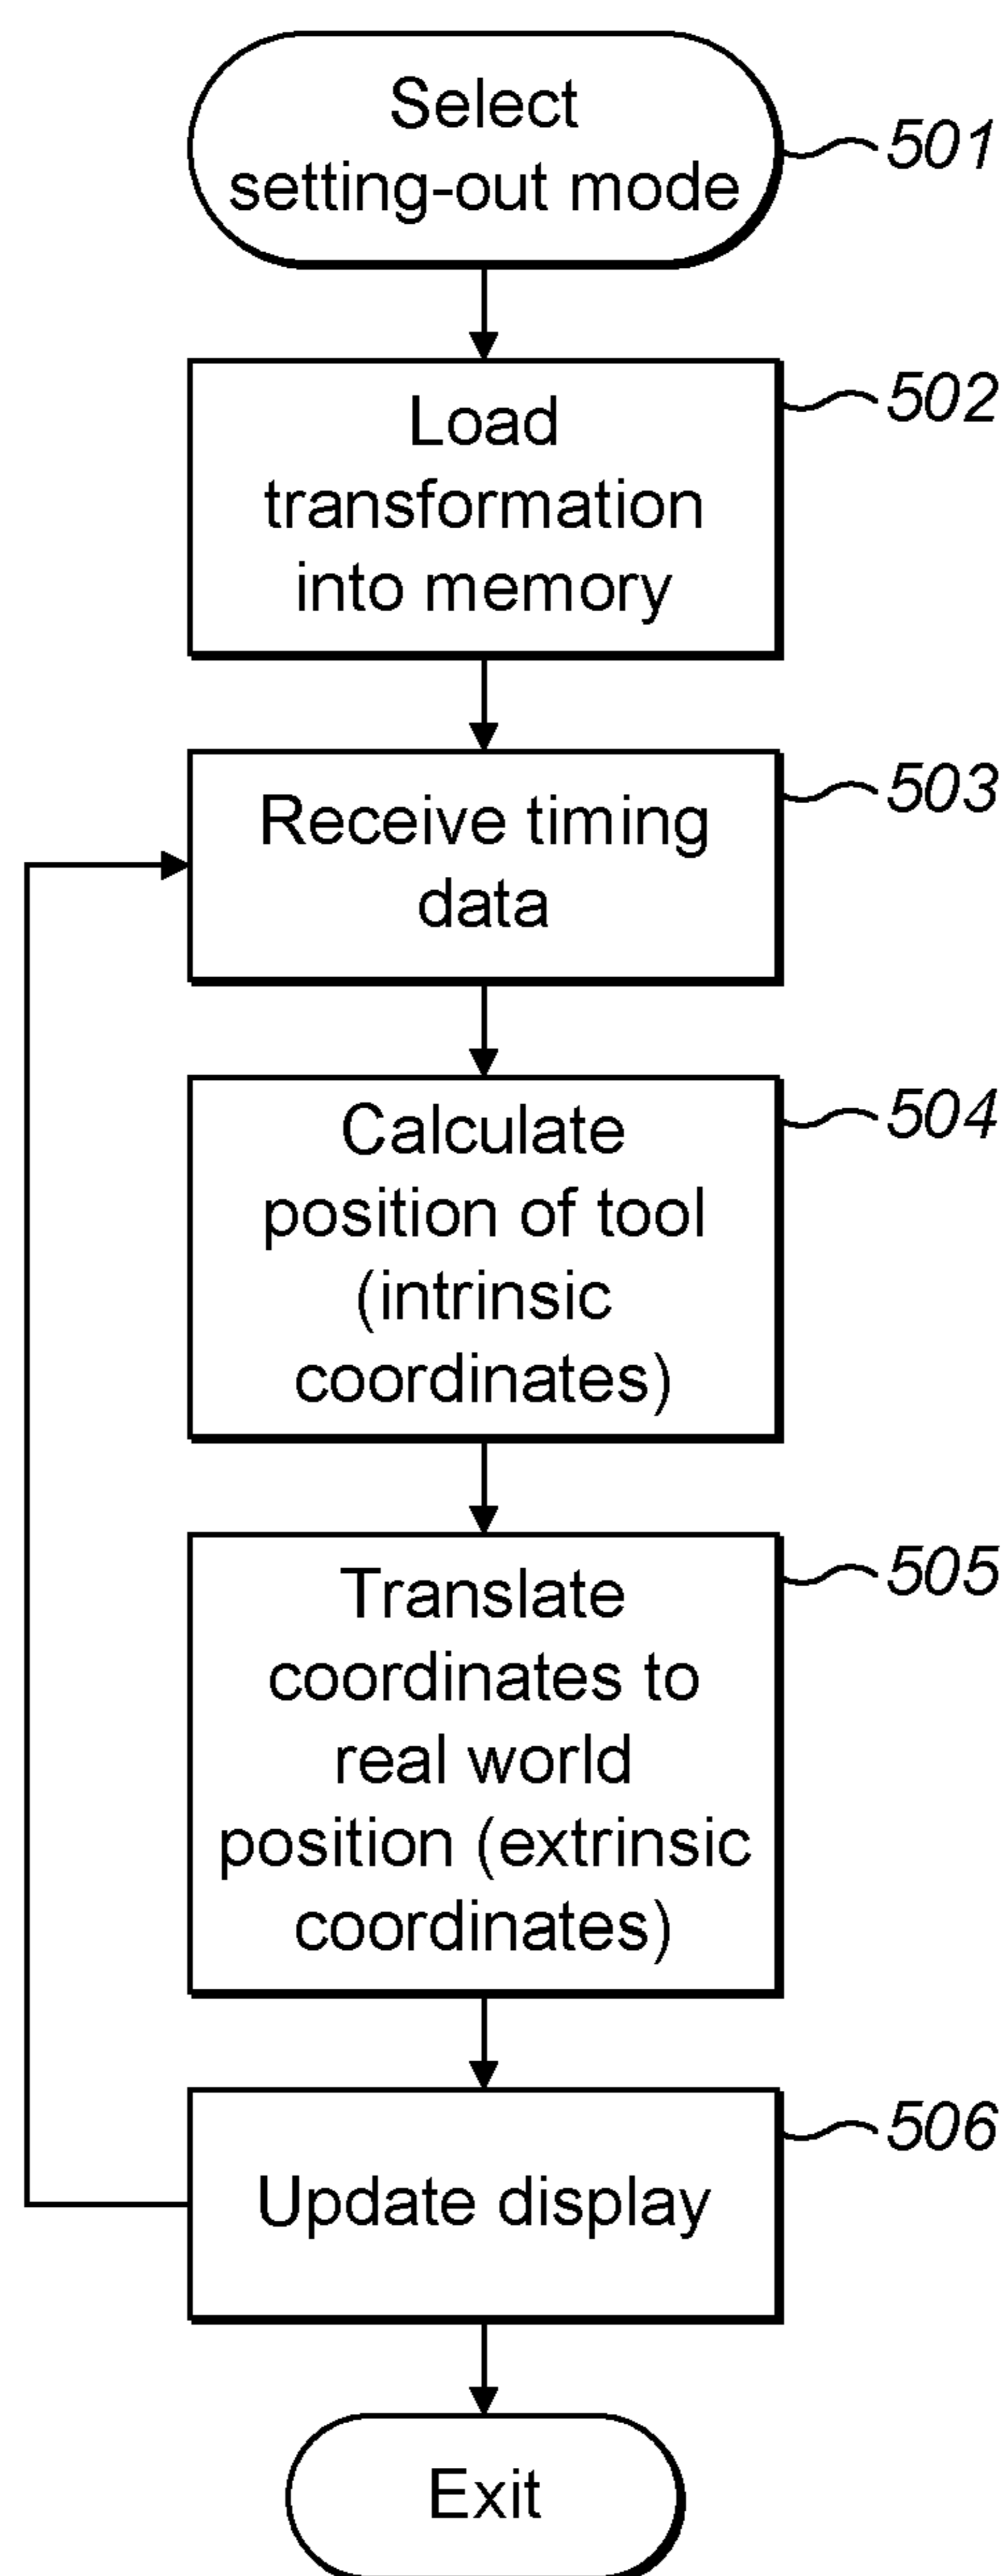 Select
setting-out mode
501
Load
transformation
into memory
502
Receive timing
data
503
Calculate
position of tool
(intrinsic
coordinates)
504
Translate
coordinates to
real world
position (extrinsic
coordinates)
505
Update display
506
Exit